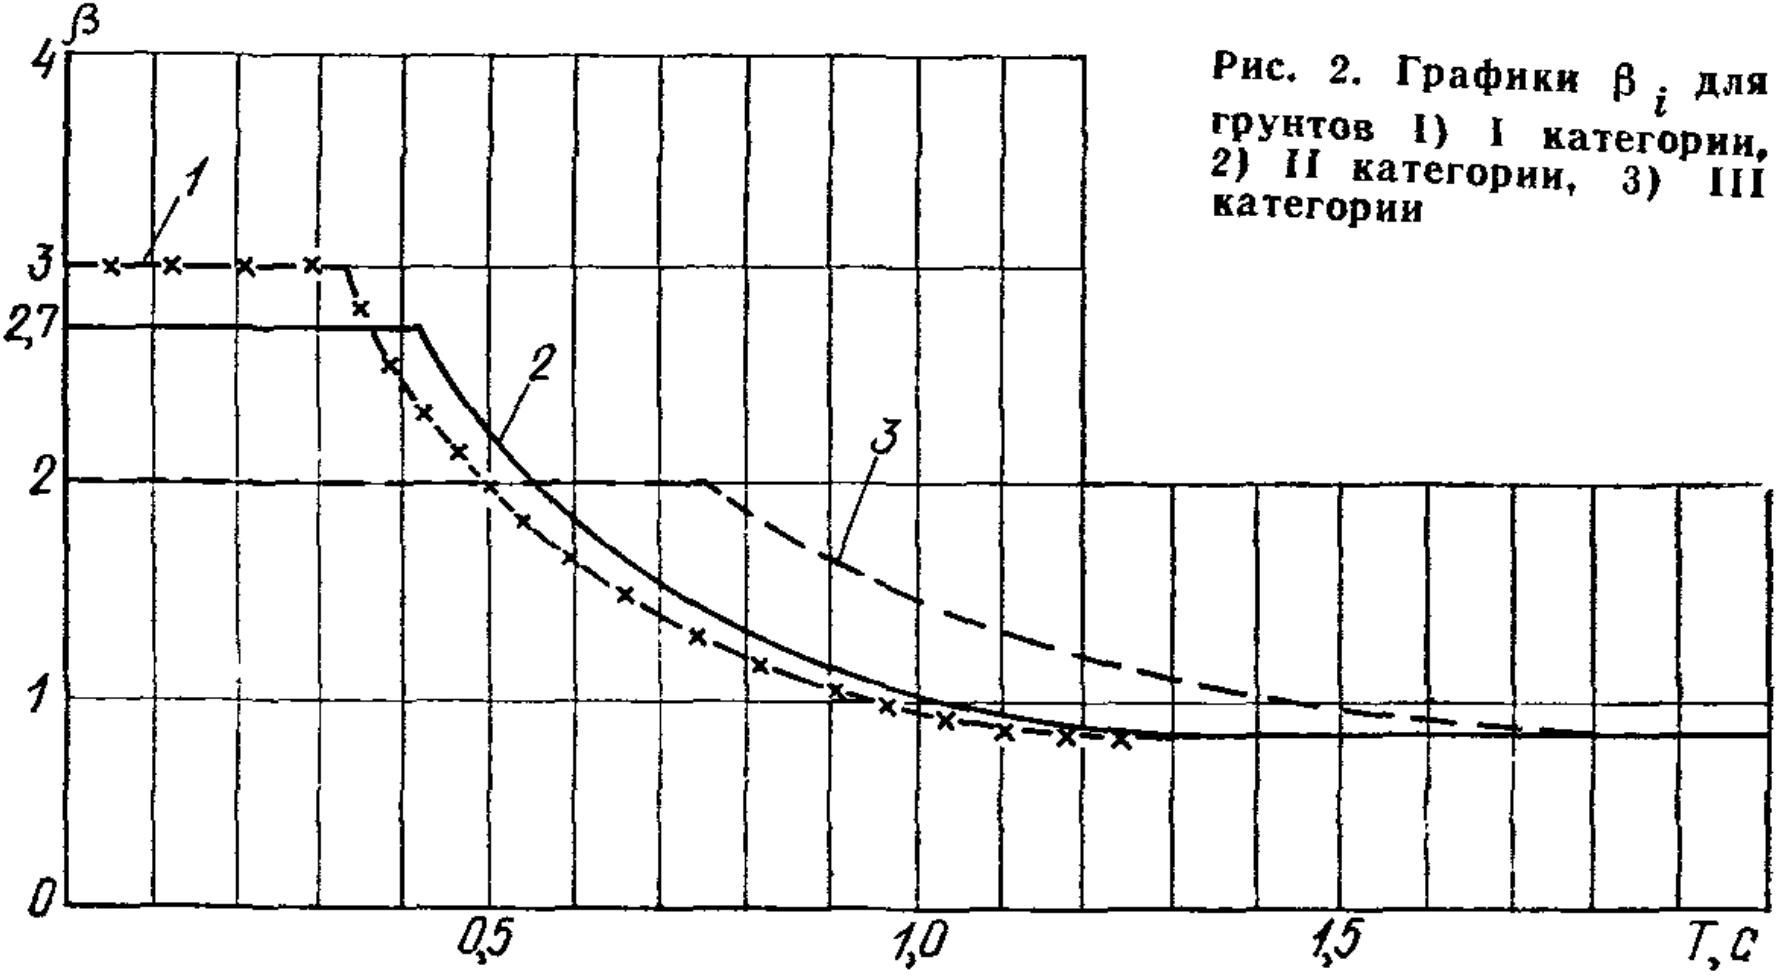 β
4
3
2,7
2
1
0
1
2
3
0,5
1,0
1,5
T, С
Рис. 2. Графики β i для
грунтов I) I категории,
2) II категории, 3) III
категории